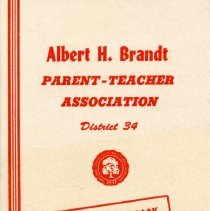 Albert H. Brandt
PARENT-TEACHER
ASSOCIATION
District 34